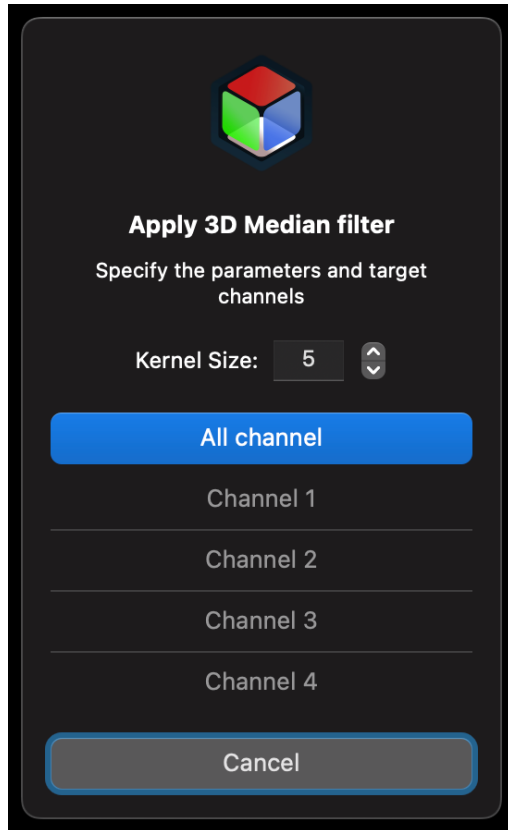 Apply 3D Median filter
Specify the parameters and target
channels
Kernel Size: 5
All channel
Channel 1
Channel 2
Channel 3
Channel 4
Cancel